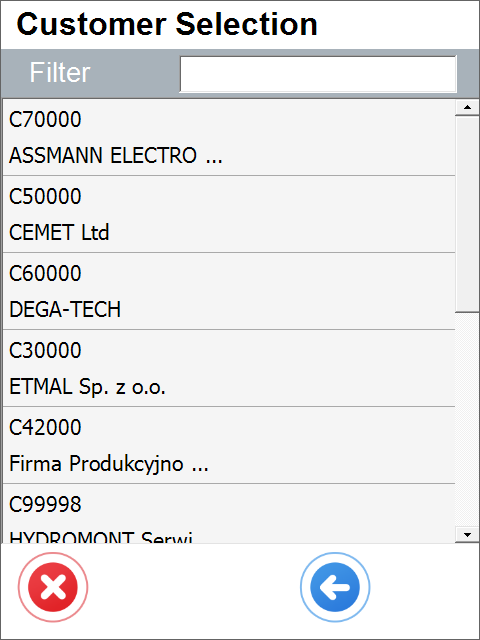 Customer Selection
Filter
C70000
ASSMANN ELECTRO ...
C50000
CEMET Ltd
C60000
DEGA-TECH
C30000
ETMAL Sp. z o.o.
C42000
Firma Produkcyjno ...
C99998
HYDROMONT Serwi